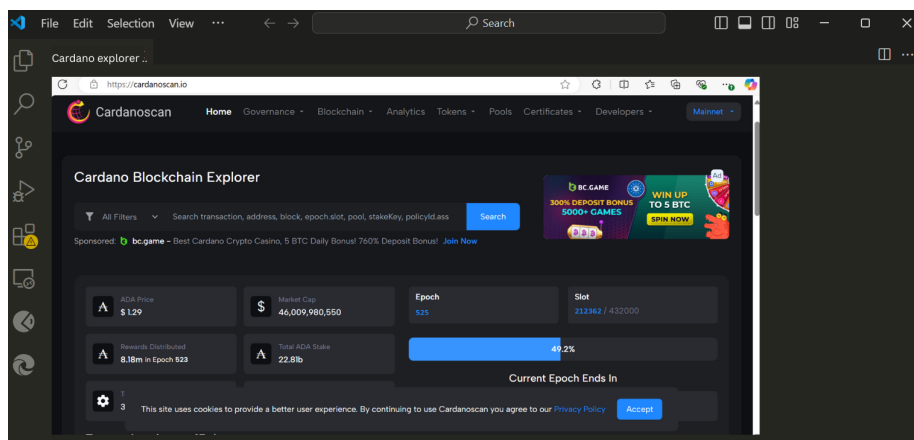 File Edit Selection View ··· Search
Cardano explorer ..
https://cardanoscan.io
Cardanoscan Home Governance Blockchain Analytics Tokens Pools Certificates Developers Mainnet
Cardano Blockchain Explorer
All Filters Search transaction, address, block, epoch.slot, pool, stakeKey, policyId.ass Search
Sponsored: bc.game - Best Cardano Crypto Casino, 5 BTC Daily Bonus! 760% Deposit Bonus! Join Now
Ad
BC.GAME
300% DEPOSIT BONUS
5000+ GAMES
WIN UP
TO 5 BTC
SPIN NOW
ADA Price
$ 1.29
Market Cap
46,009,980,550
Epoch
525
Slot
212362 / 432000
Rewards Distributed
8.18m in Epoch 523
Total ADA Stake
22.81b
49.2%
Current Epoch Ends In
This site uses cookies to provide a better user experience. By continuing to use Cardanoscan you agree to our Privacy Policy Accept